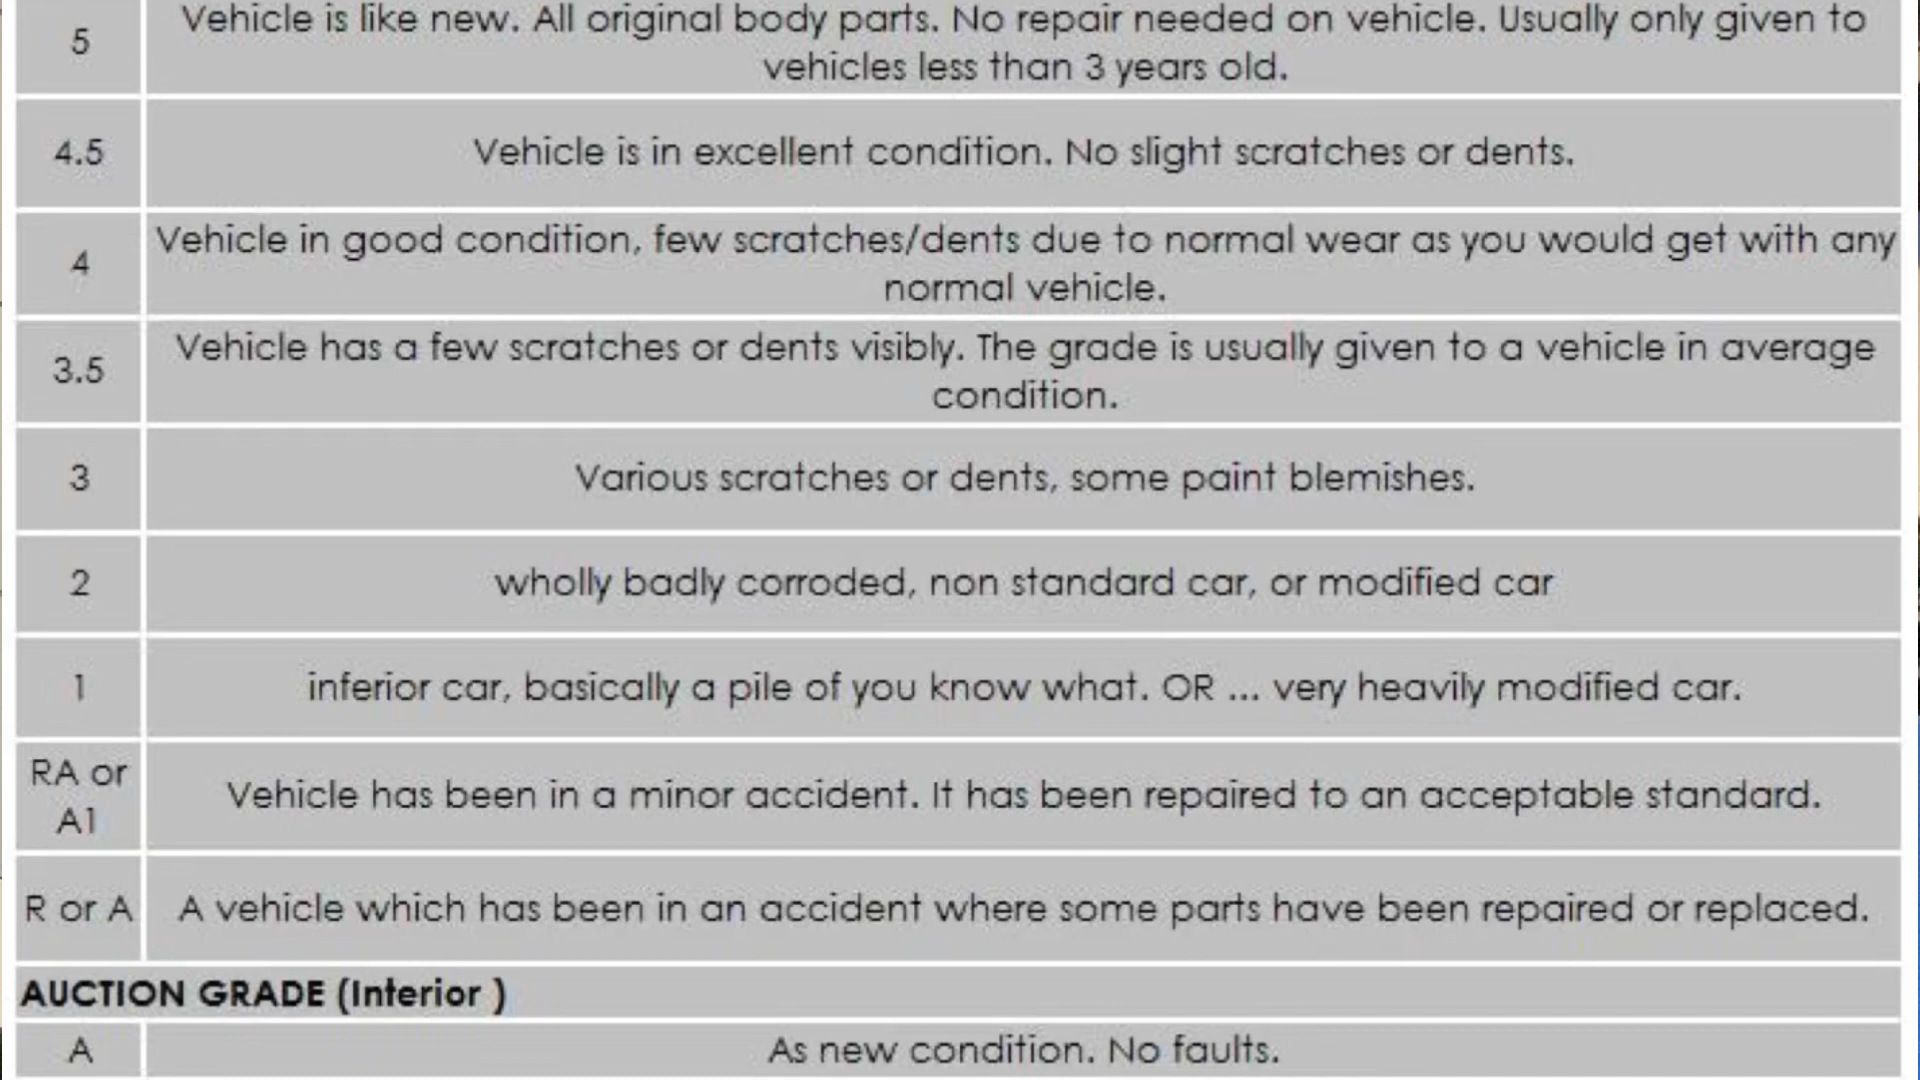 5
Vehicle is like new. All original body parts. No repair needed on vehicle. Usually only given to
vehicles less than 3 years old.
4.5
Vehicle is in excellent condition. No slight scratches or dents.
4
Vehicle in good condition, few scratches/dents due to normal wear as you would get with any
normal vehicle.
3.5
Vehicle has a few scratches or dents visibly. The grade is usually given to a vehicle in average
condition.
3
Various scratches or dents, some paint blemishes.
2
wholly badly corroded, non standard car, or modified car
1
inferior car, basically a pile of you know what. OR ... very heavily modified car.
RA or
A1
Vehicle has been in a minor accident. It has been repaired to an acceptable standard.
R or A
A vehicle which has been in an accident where some parts have been repaired or replaced.
AUCTION GRADE (Interior )
A
As new condition. No faults.